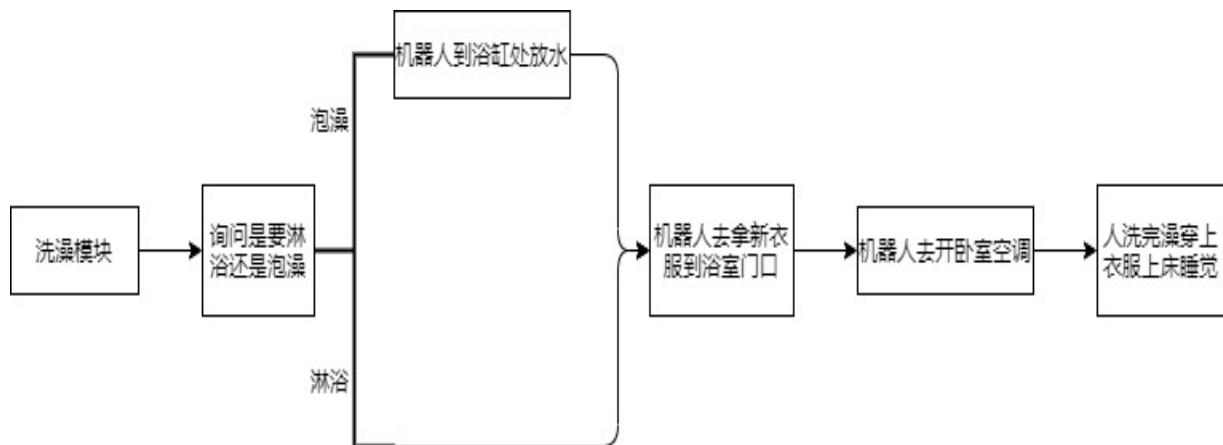 机器人到浴缸处放水
泡澡
洗澡模块
询问是要淋
浴还是泡澡
机器人去拿新衣
服到浴室门口
机器人去开卧室空调
人洗完澡穿上
衣服上床睡觉
淋浴